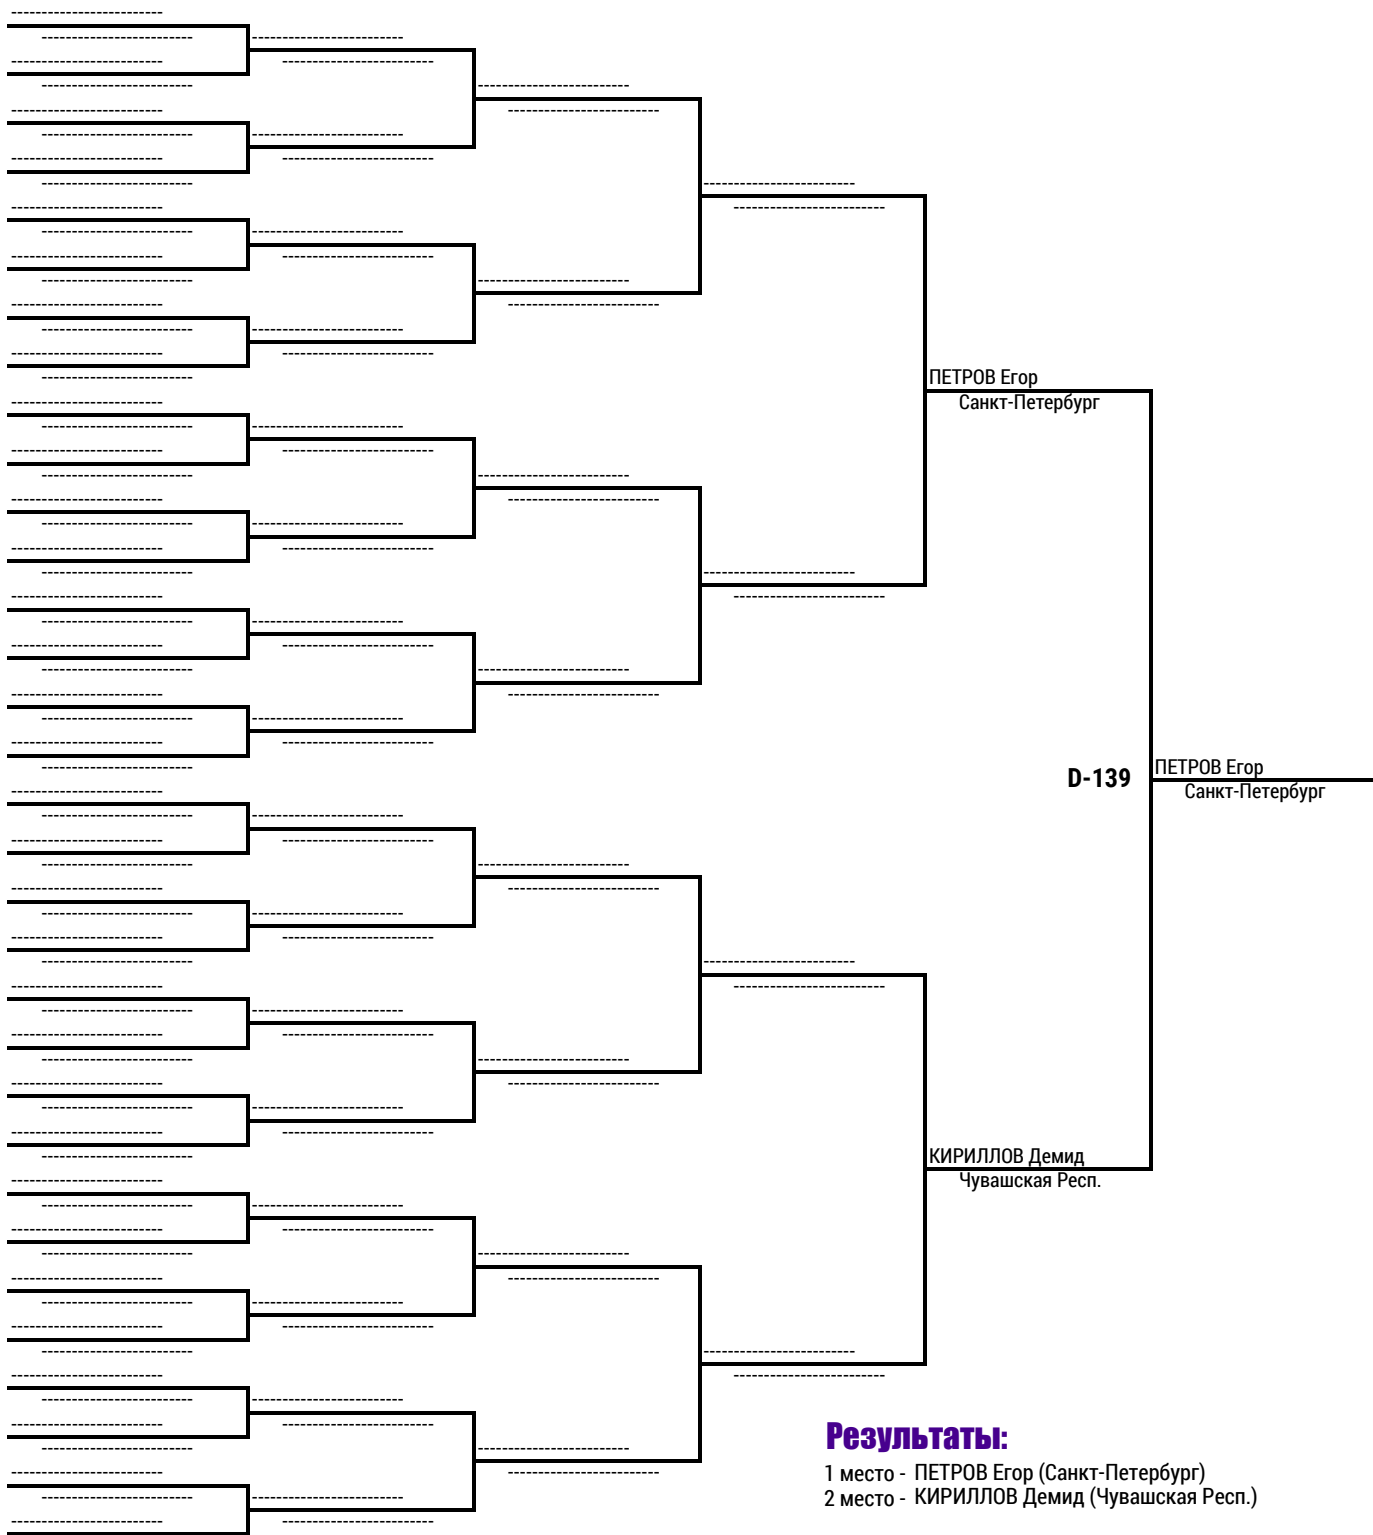 ПЕТРОВ Егор
Санкт-Петербург
D-139
ПЕТРОВ Егор
Санкт-Петербург
КИРИЛЛОВ Демид
Чувашская Респ.
Результаты:
1 место - ПЕТРОВ Егор (Санкт-Петербург)
2 место - КИРИЛЛОВ Демид (Чувашская Респ.)